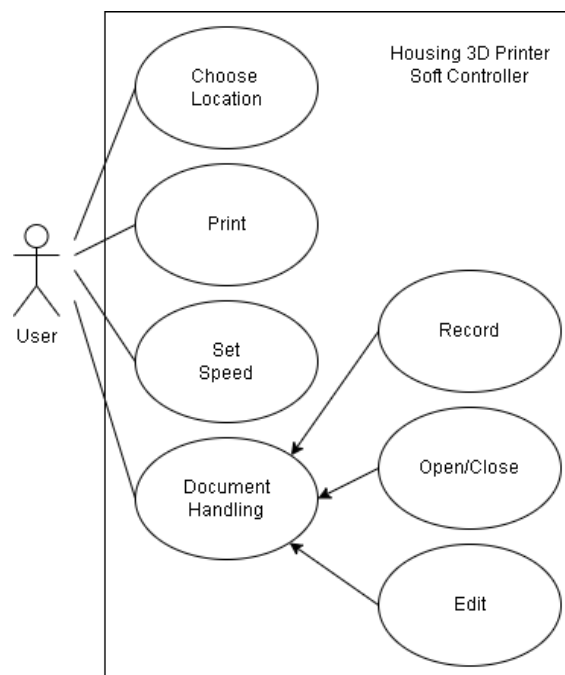 Housing 3D Printer
Soft Controller
Choose
Location
Print
User
Set
Speed
Record
Document
Handling
Open/Close
Edit